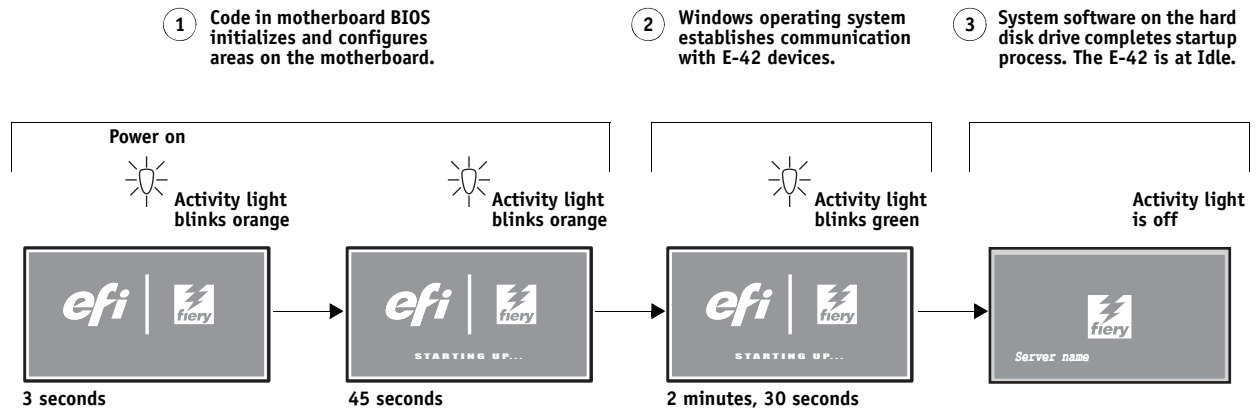 1 Code in motherboard BIOS
initializes and configures
areas on the motherboard.
2 Windows operating system
establishes communication
with E-42 devices.
3 System software on the hard
disk drive completes startup
process. The E-42 is at Idle.
Power on
Activity light
blinks orange
Activity light
blinks orange
Activity light
blinks green
Activity light
is off
efi fiery
efi fiery
STARTING UP...
efi fiery
STARTING UP...
fiery
Server name
3 seconds
45 seconds
2 minutes, 30 seconds